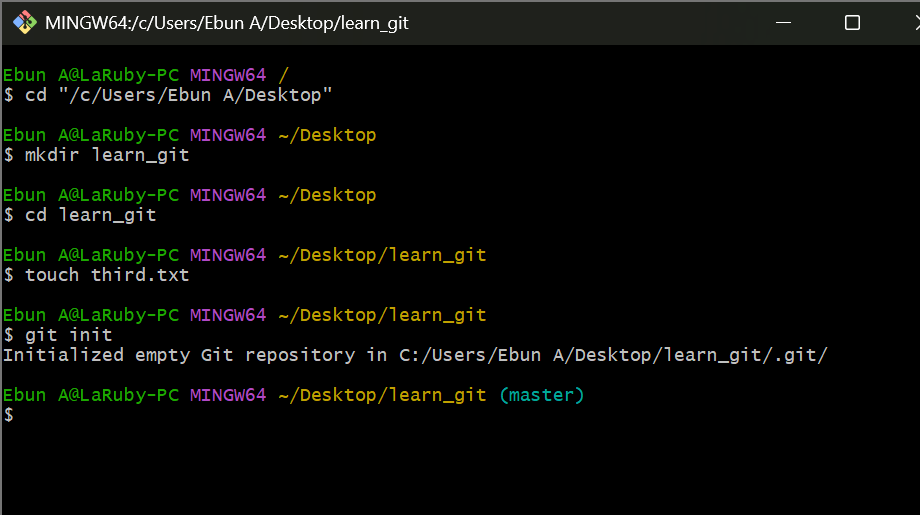 MINGW64:/c/Users/Ebun A/Desktop/learn_git
Ebun A@LaRuby-PC MINGW64 /
$ cd "/c/Users/Ebun A/Desktop"
Ebun A@LaRuby-PC MINGW64 ~/Desktop
$ mkdir learn_git
Ebun A@LaRuby-PC MINGW64 ~/Desktop
$ cd learn_git
Ebun A@LaRuby-PC MINGW64 ~/Desktop/learn_git
$ touch third.txt
Ebun A@LaRuby-PC MINGW64 ~/Desktop/learn_git
$ git init
Initialized empty Git repository in C:/Users/Ebun A/Desktop/learn_git/.git/
Ebun A@LaRuby-PC MINGW64 ~/Desktop/learn_git (master)
$